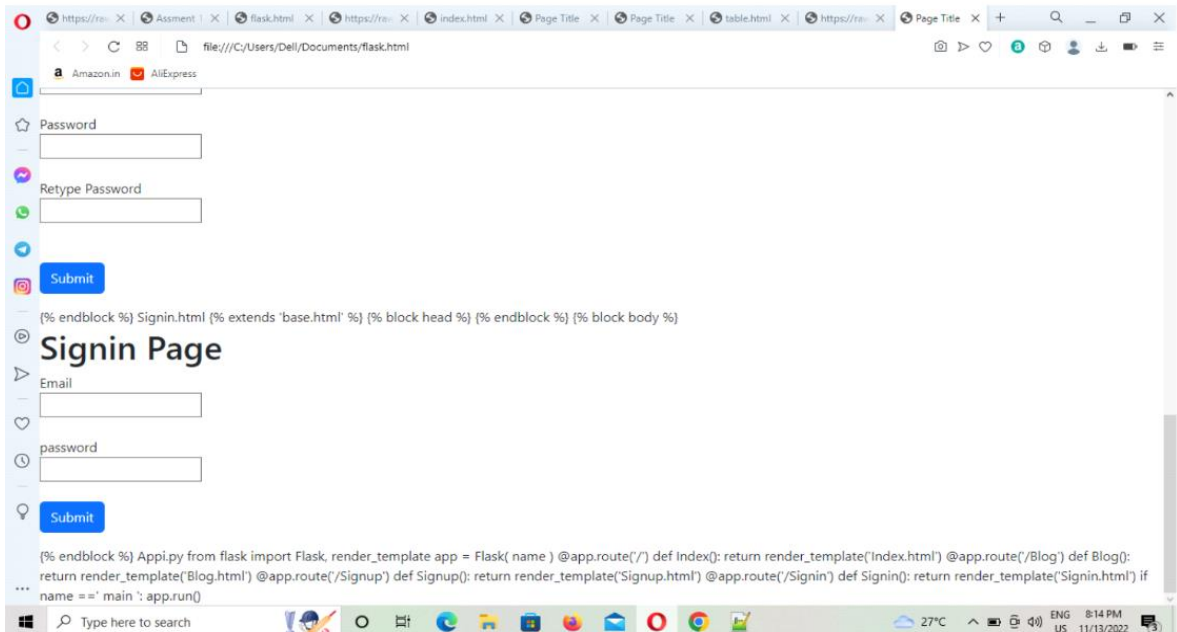 https://rav
Assment 1
flask.html
https://rav
index.html
Page Title
Page Title
table.html
https://rav
Page Title
file:///C:/Users/Dell/Documents/flask.html
Amazon.in AliExpress
Password
Retype Password
Submit
{% endblock %} Signin.html {% extends 'base.html' %} {% block head %} {% endblock %} {% block body %}
Signin Page
Email
password
Submit
{% endblock %} Appi.py from flask import Flask, render_template app = Flask( name ) @app.route('/') def Index(): return render_template('Index.html') @app.route('/Blog') def Blog():
return render_template('Blog.html') @app.route('/Signup') def Signup(): return render_template('Signup.html') @app.route('/Signin') def Signin(): return render_template('Signin.html') if
name ==' main ': app.run()
Type here to search
27°C
ENG
US
8:14 PM
11/13/2022
3